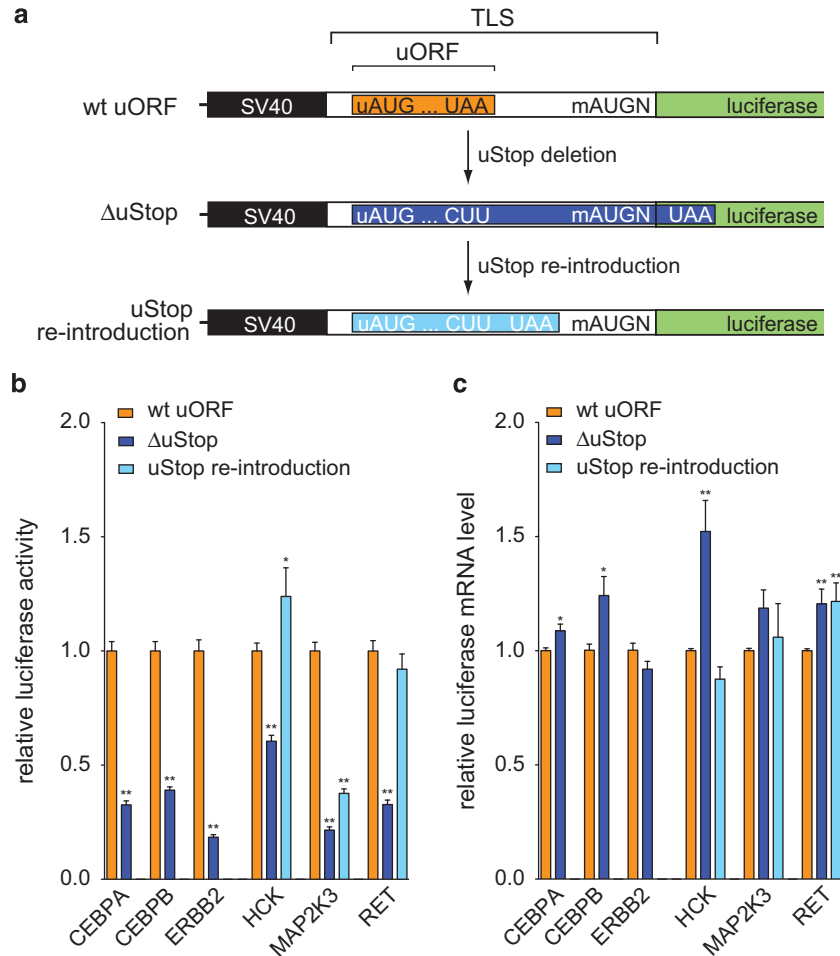 a
TLS
uORF
wt uORF
SV40
uAUG ... UAA
mAUGN
luciferase
uStop deletion
ΔuStop
SV40
uAUG ... CUU
mAUGN
UAA
luciferase
uStop re-introduction
uStop
re-introduction
SV40
uAUG ... CUU UAA
mAUGN
luciferase
b
wt uORF
ΔuStop
uStop re-introduction
relative luciferase activity
2.0
1.5
1.0
0.5
0.0
**
**
**
**
*
**
**
**
CEBPA
CEBPB
ERBB2
HCK
MAP2K3
RET
c
wt uORF
ΔuStop
uStop re-introduction
relative luciferase mRNA level
2.0
1.5
1.0
0.5
0.0
*
*
**
**
**
CEBPA
CEBPB
ERBB2
HCK
MAP2K3
RET